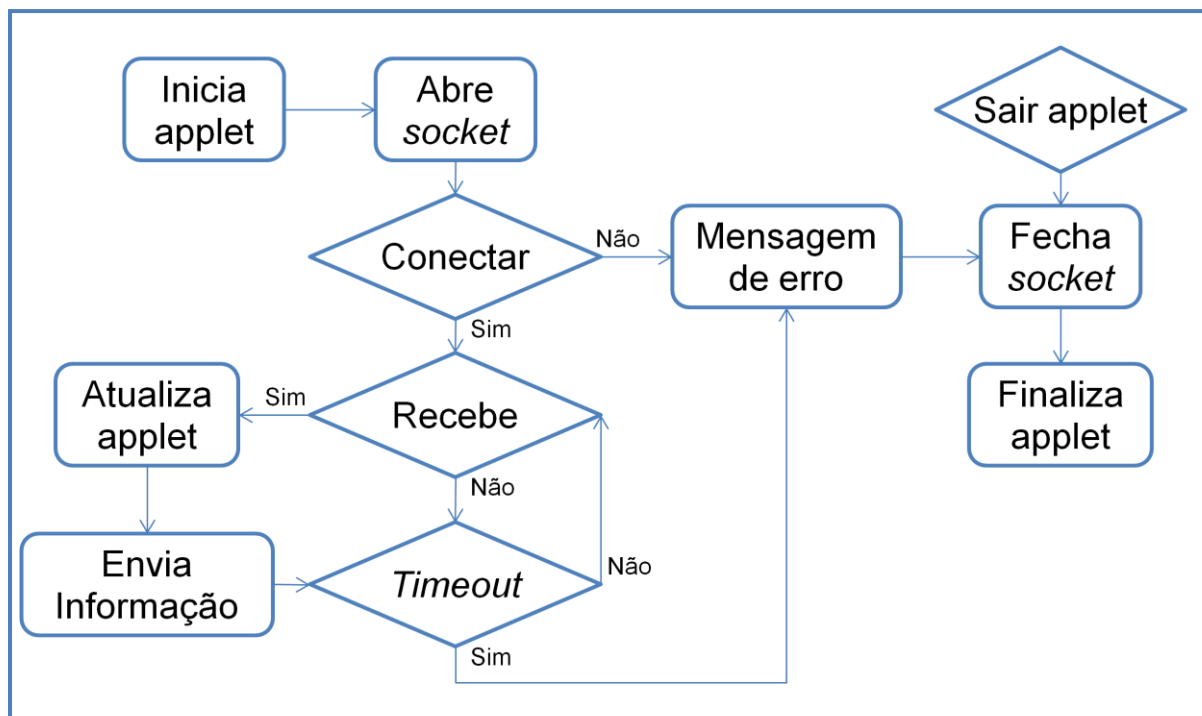 Inicia
applet
Abre
socket
Sair applet
Conectar
Não
Mensagem
de erro
Fecha
socket
Sim
Atualiza
applet
Sim
Recebe
Finaliza
applet
Não
Envia
Informação
Timeout
Não
Sim